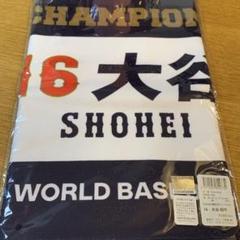 CHAMPION
16 大谷
SHOHEI
WORLD BAS